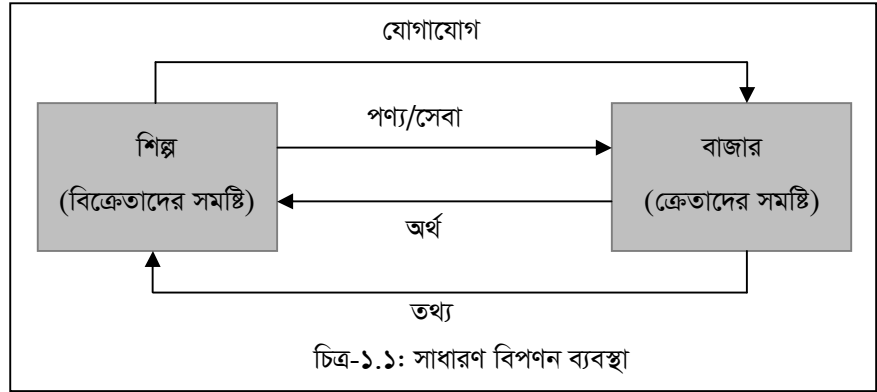 যোগাযোগ
পণ্য/সেবা
শিল্প
(বিক্রেতাদের সমষ্টি)
বাজার
(ক্রেতাদের সমষ্টি)
অর্থ
তথ্য
চিত্র-১.১: সাধারণ বিপণন ব্যবস্থা